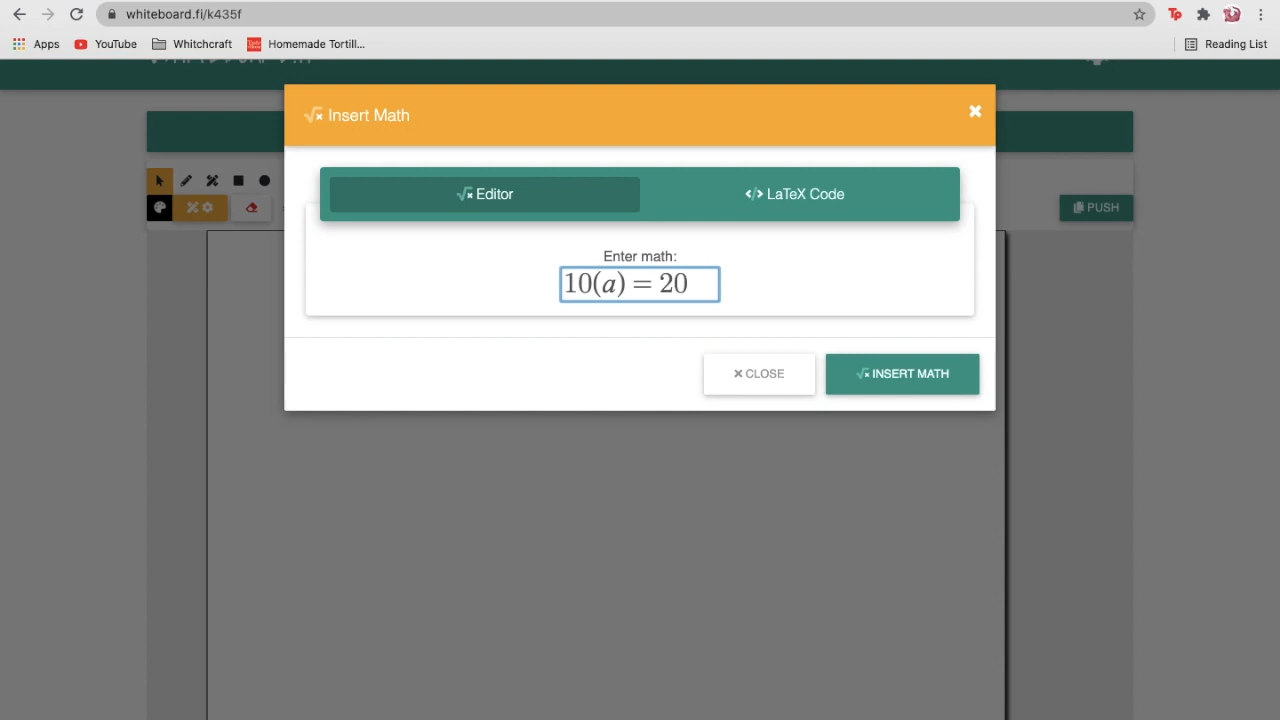 whiteboard.fi/k435f
Apps YouTube Whitchcraft Homemade Tortill... Reading List
Insert Math
Editor LaTeX Code
PUSH
Enter math:
10(a) = 20
CLOSE INSERT MATH